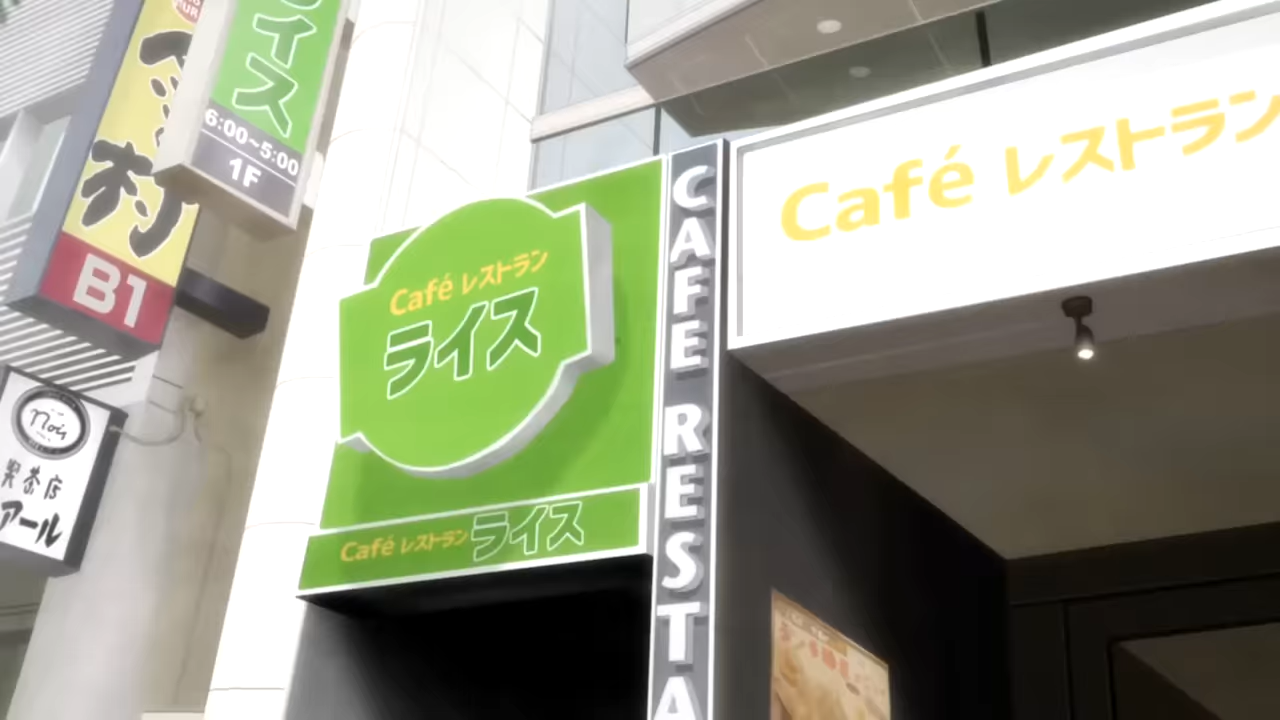 村
B1
イス
6:00~5:00
1F
Nois
喫茶店
アール
Café レストラン
ライス
Café レストラン ライス
CAFE RESTA
Café レストラン